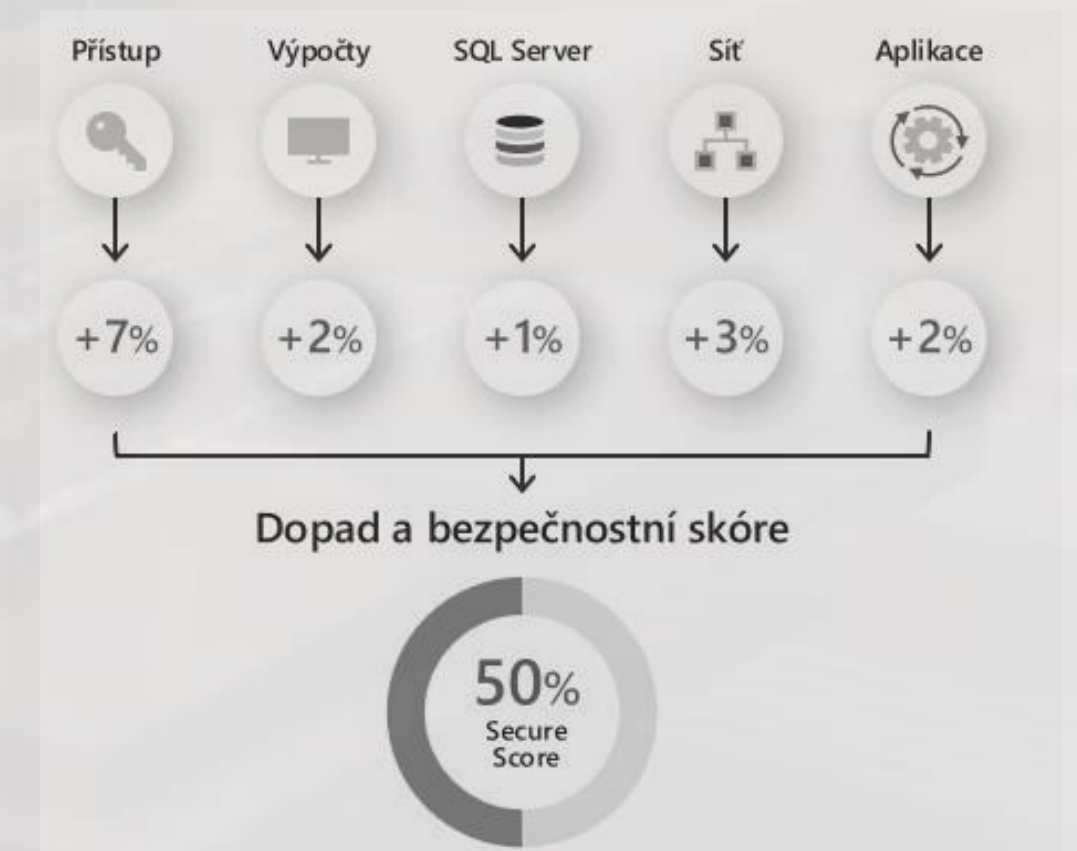 Přístup
Výpočty
SQL Server
Síť
Aplikace
+7%
+2%
+1%
+3%
+2%
Dopad a bezpečnostní skóre
50%
Secure
Score